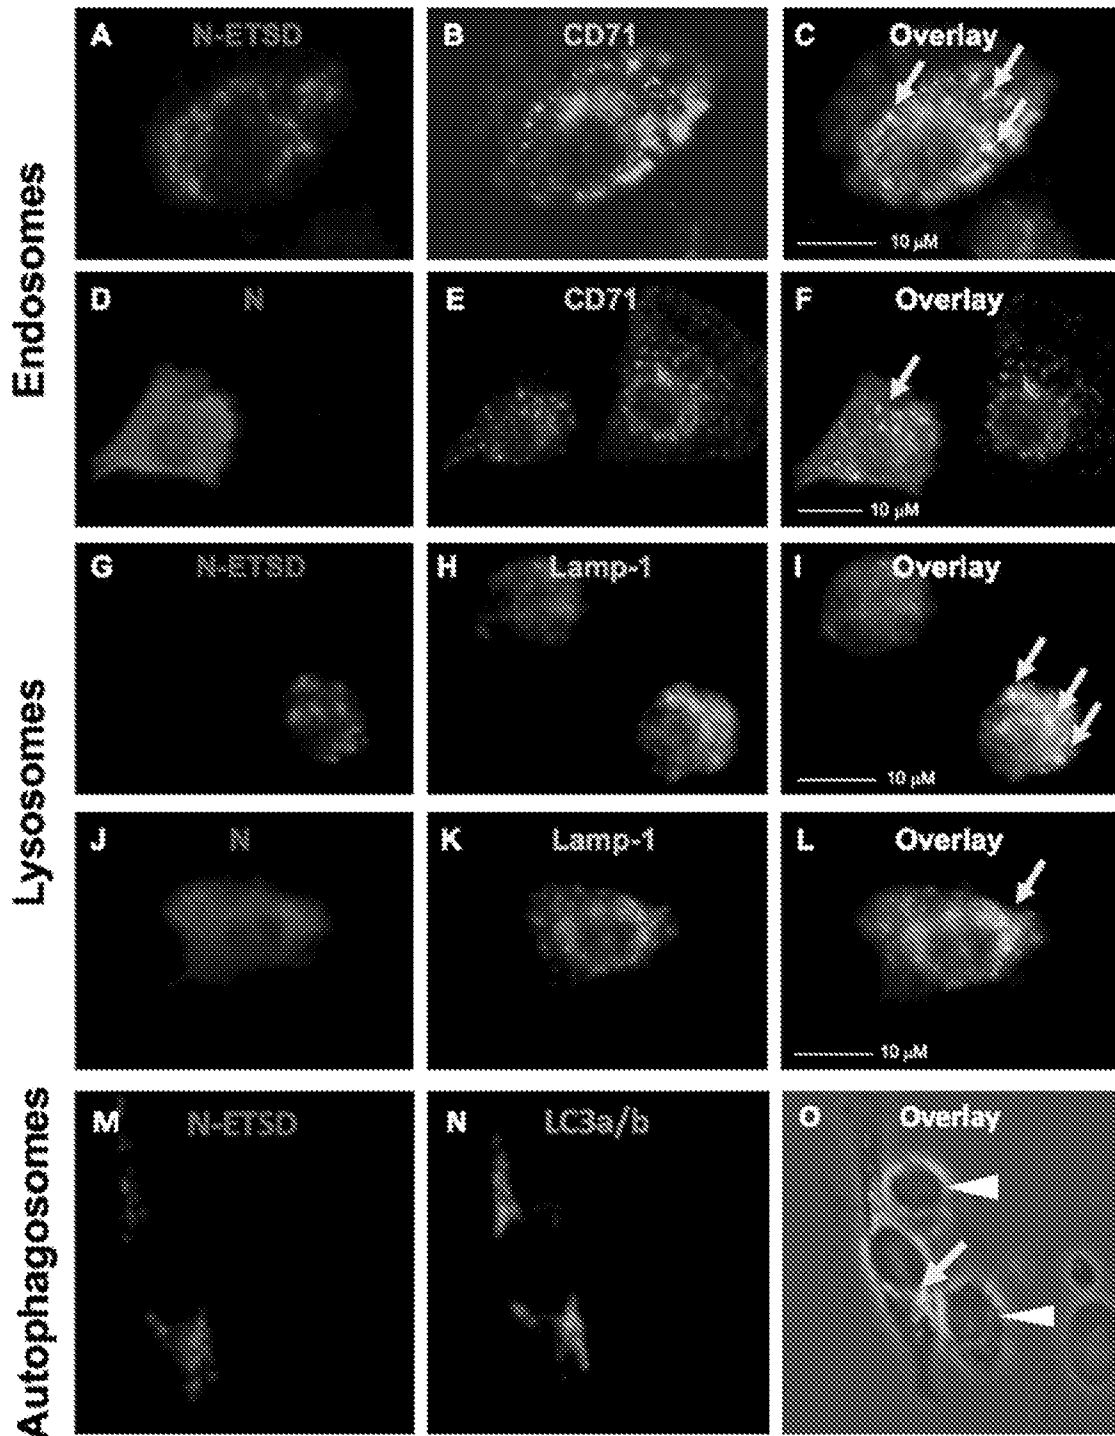 Endosomes
A N-ETSD
B CD71
C Overlay
10 µM
D N
E CD71
F Overlay
10 µM
Lysosomes
G N-ETSD
H Lamp-1
I Overlay
10 µM
J N
K Lamp-1
L Overlay
10 µM
Autophagosomes
M N-ETSD
N LC3a/b
O Overlay